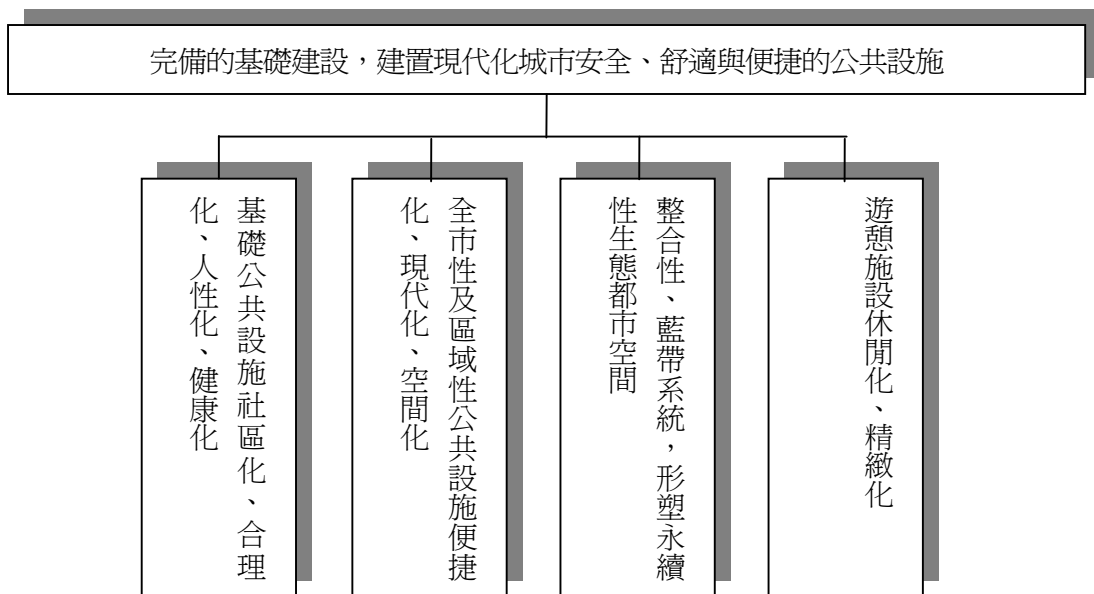 完備的基礎建設，建置現代化城市安全、舒適與便捷的公共設施
基礎公共設施社區化、合理
化、人性化、健康化
全市性及區域性公共設施便捷
化、現代化、空間化
整合性、藍帶系統，形塑永續
性生態都市空間
遊憩施設休閒化、精緻化